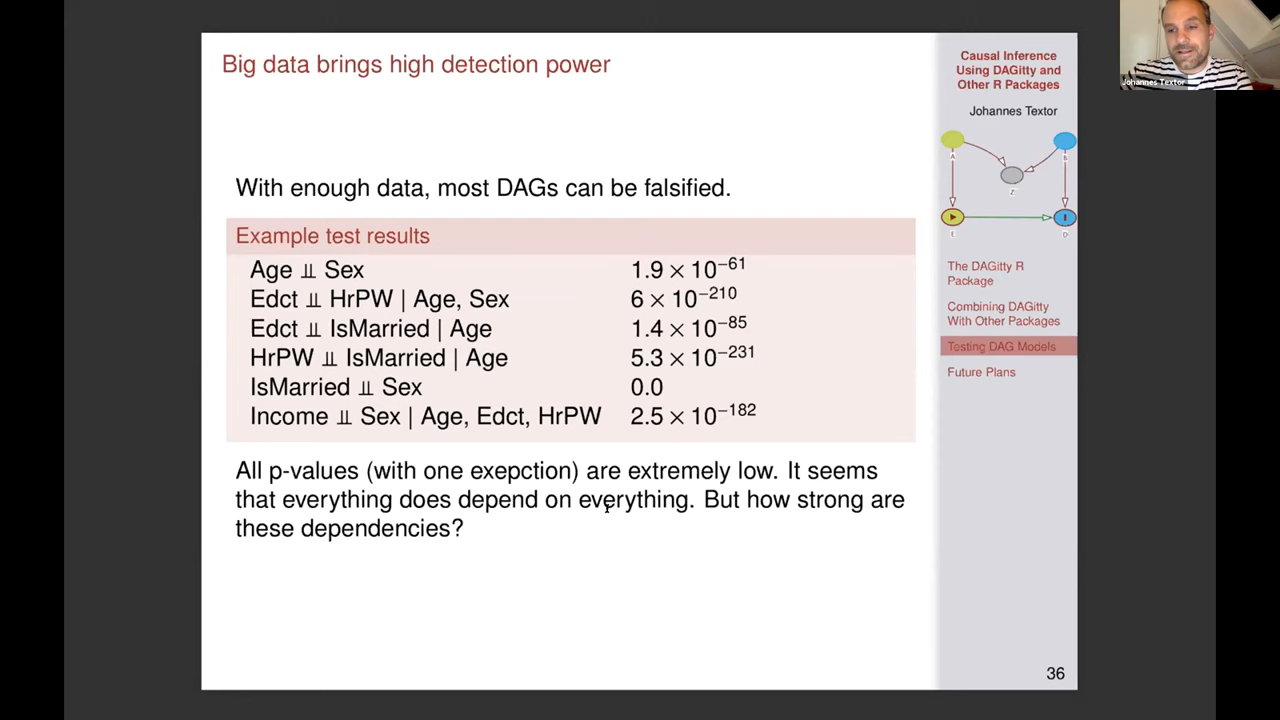 Big data brings high detection power
With enough data, most DAGs can be falsified.
Example test results
Age ⫫ Sex 1.9 × 10⁻⁶¹
Edct ⫫ HrPW | Age, Sex 6 × 10⁻²¹⁰
Edct ⫫ IsMarried | Age 1.4 × 10⁻⁸⁵
HrPW ⫫ IsMarried | Age 5.3 × 10⁻²³¹
IsMarried ⫫ Sex 0.0
Income ⫫ Sex | Age, Edct, HrPW 2.5 × 10⁻¹⁸²
All p-values (with one exepction) are extremely low. It seems
that everything does depend on everything. But how strong are
these dependencies?
Causal Inference
Using DAGitty and
Other R Packages
Johannes Textor
A
B
Z
E
D
The DAGitty R
Package
Combining DAGitty
With Other Packages
Testing DAG Models
Future Plans
36
Johannes Textor